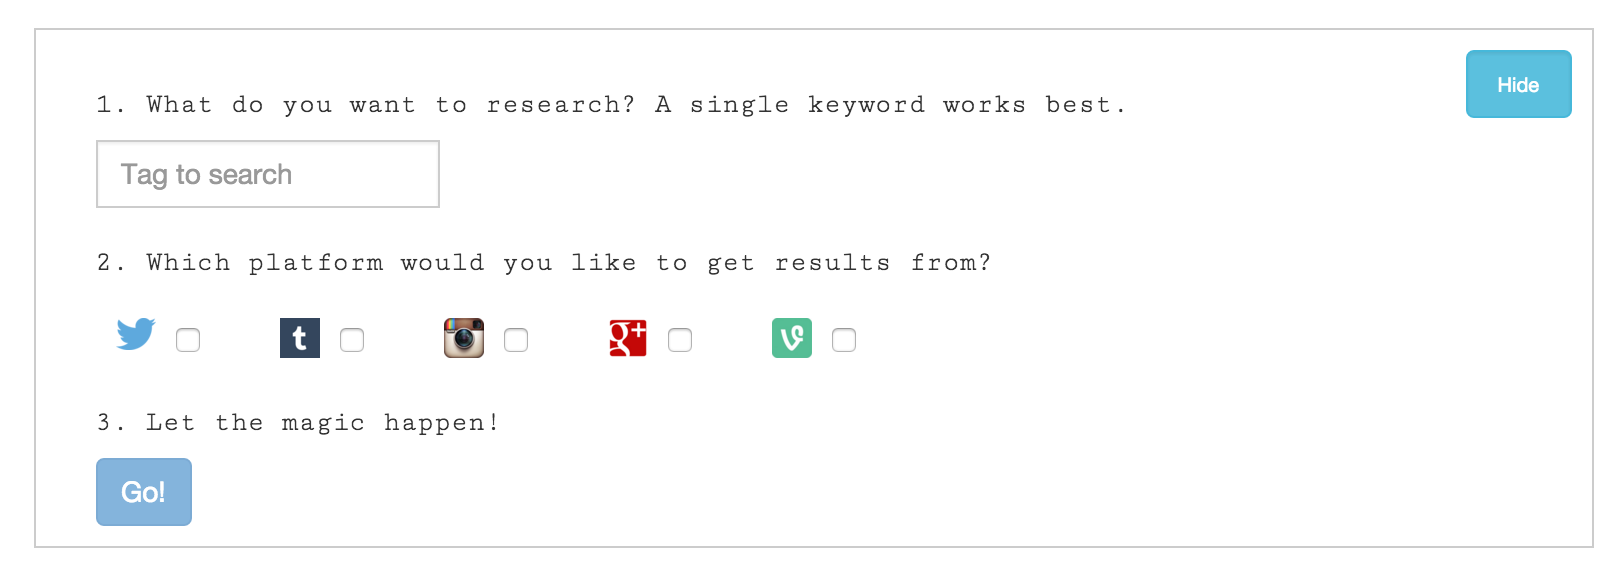 Hide
1. What do you want to research? A single keyword works best.
Tag to search
2. Which platform would you like to get results from?
t
g+
3. Let the magic happen!
Go!